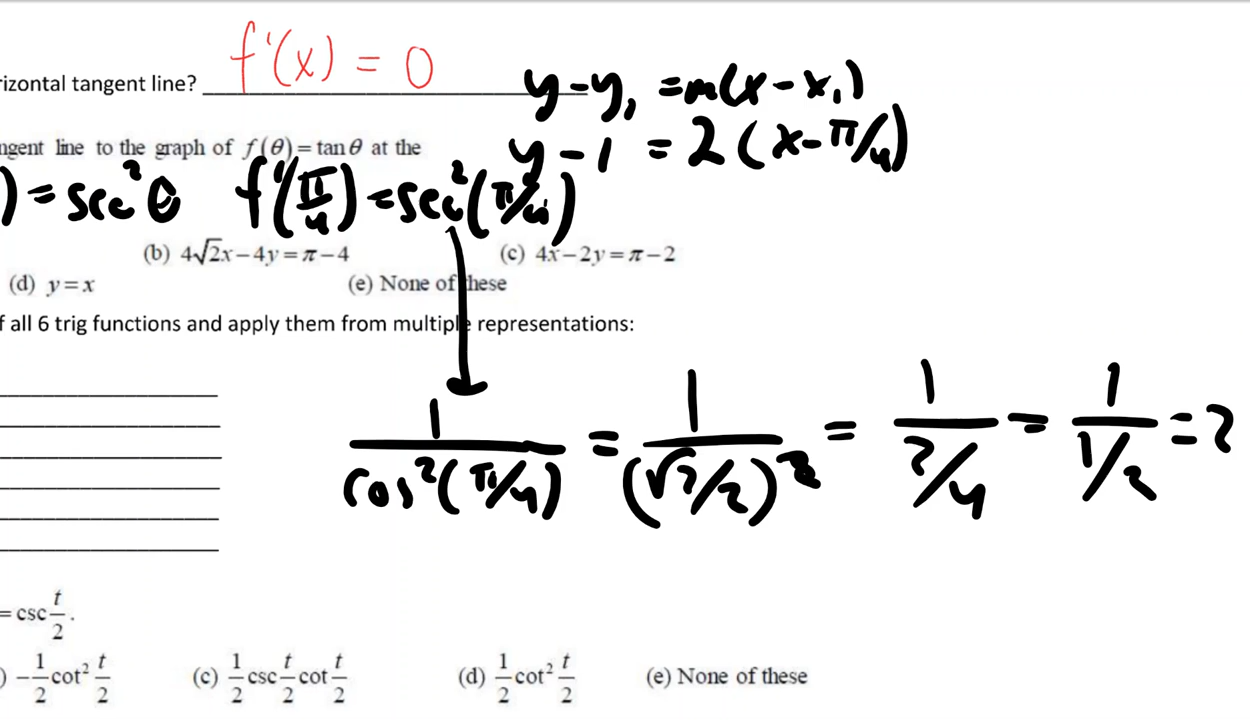 rizontal tangent line? f'(x) = 0
y-y₁ = m(x-x₁)
ngent line to the graph of f(θ) = tan θ at the
y-1 = 2(x-π/4)
) = sec²θ f'(π/4) = sec²(π/4)
(b) 4√2x-4y=π-4 (c) 4x-2y=π-2
(d) y=x (e) None of these
f all 6 trig functions and apply them from multiple representations:
1/cos²(π/4) = 1/(√2/2)² = 1/(2/4) = 1/(1/2) = 2
= csc t/2.
) -1/2 cot² t/2 (c) 1/2 csc t/2 cot t/2 (d) 1/2 cot² t/2 (e) None of these